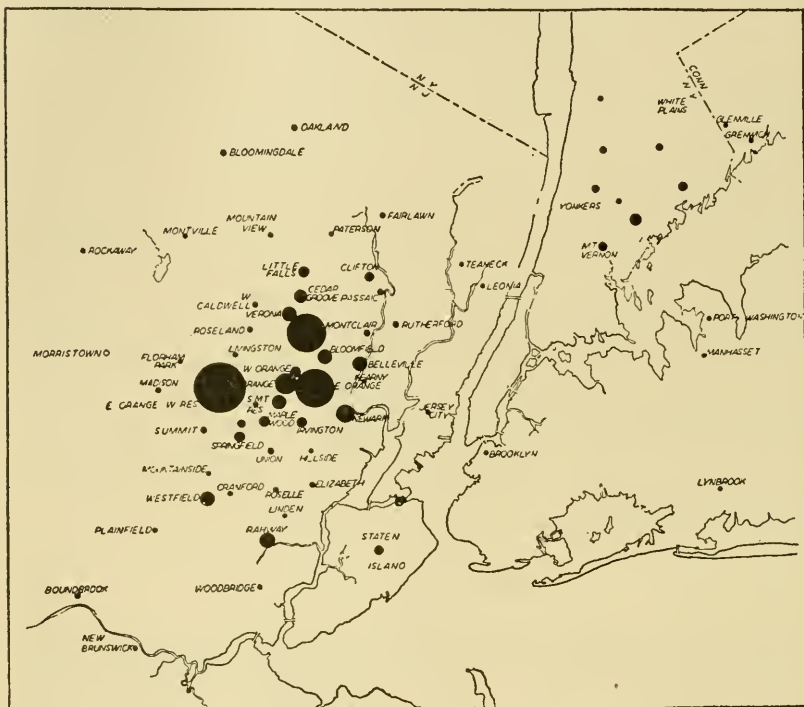 N Y
N J
CONN
N Y
WHITE
PLAINS
GLENVILLE
GREENWICH
OAKLAND
BLOOMINGDALE
YONKERS
FAIRLAWN
MOUNTAIN
VIEW
MONTVILLE
PATERSON
ROCKAWAY
MT
VERNON
TEANECK
LITTLE
FALLS
CLIFTON
LEONIA
CEDAR
GROVE
PASSAIC
W
CALDWELL
VERONA
PORT WASHINGTON
ROSELAND
MONTCLAIR
RUTHERFORD
MORRISTOWN
LIVINGSTON
FLORHAM
PARK
BLOOMFIELD
MANHASSET
W ORANGE
BELLEVILLE
KEARNY
MADISON
ORANGE
E ORANGE
E ORANGE W RES
S MT
RES
MAPLE
WOOD
NEWARK
JERSEY
CITY
SUMMIT
IRVINGTON
SPRINGFIELD
UNION
HILLSIDE
BROOKLYN
MOUNTAINSIDE
CRANFORD
ROSELLE
ELIZABETH
LYNBROOK
WESTFIELD
LINDEN
PLAINFIELD
RAHWAY
STATEN
ISLAND
BOUNDBROOK
WOODBRIDGE
NEW
BRUNSWICK